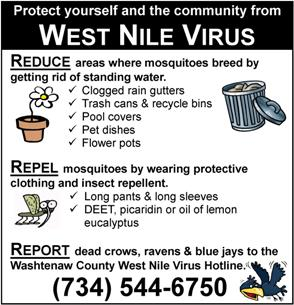 Protect yourself and the community from
WEST NILE VIRUS
REDUCE areas where mosquitoes breed by
getting rid of standing water.
✓ Clogged rain gutters
✓ Trash cans & recycle bins
✓ Pool covers
✓ Pet dishes
✓ Flower pots
REPEL mosquitoes by wearing protective
clothing and insect repellent.
✓ Long pants & long sleeves
✓ DEET, picaridin or oil of lemon
eucalyptus
REPORT dead crows, ravens & blue jays to the
Washtenaw County West Nile Virus Hotline.
(734) 544-6750